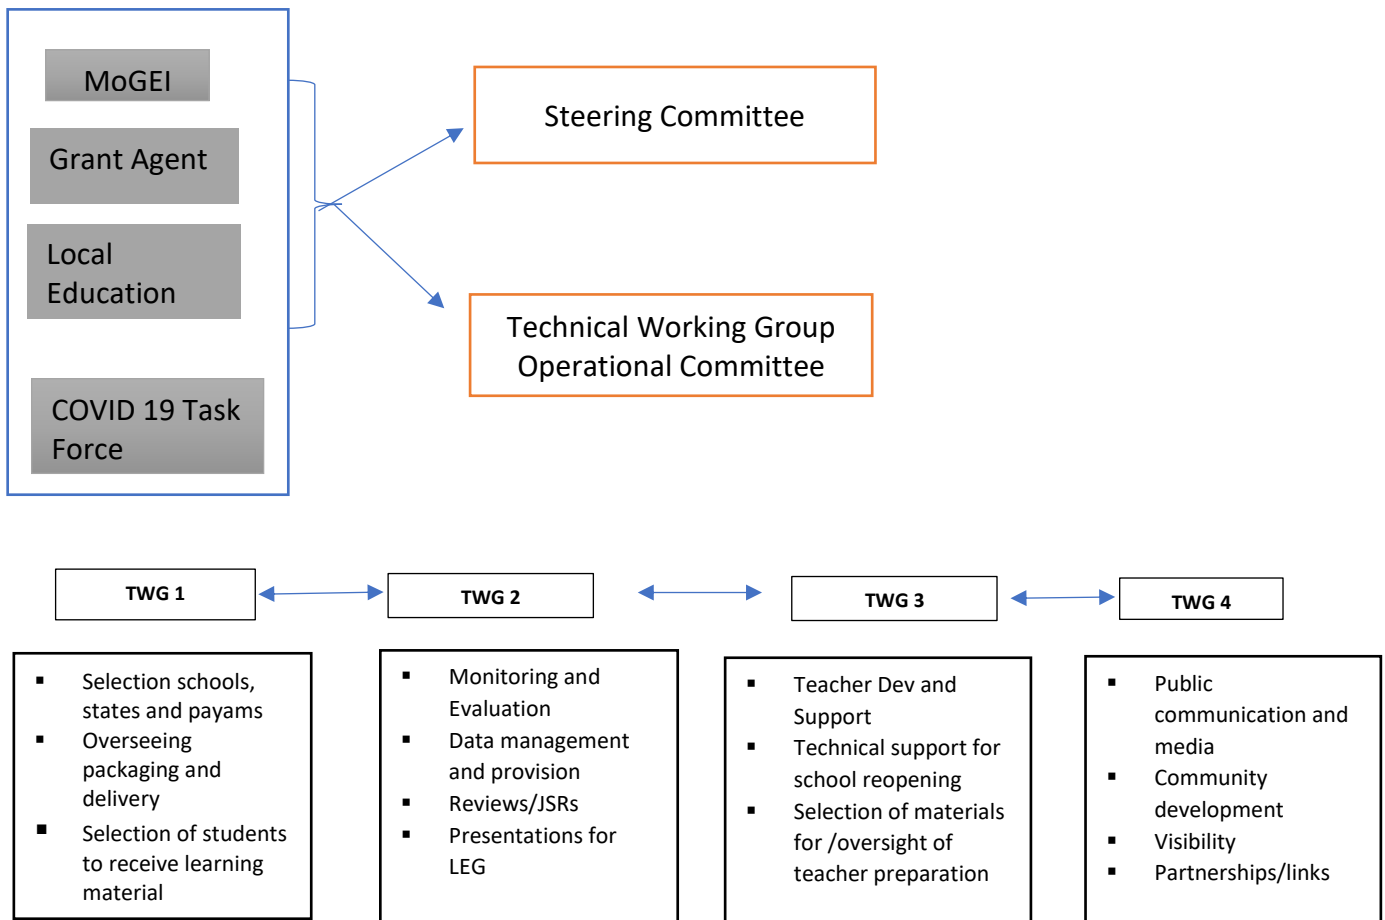 MoGEI
Grant Agent
Local
Education
COVID 19 Task
Force
Steering Committee
Technical Working Group
Operational Committee
TWG 1
TWG 2
TWG 3
TWG 4
▪ Selection schools,
states and payams
▪ Overseeing
packaging and
delivery
▪ Selection of students
to receive learning
material
▪ Monitoring and
Evaluation
▪ Data management
and provision
▪ Reviews/JSRs
▪ Presentations for
LEG
▪ Teacher Dev and
Support
▪ Technical support for
school reopening
▪ Selection of materials
for /oversight of
teacher preparation
▪ Public
communication and
media
▪ Community
development
▪ Visibility
▪ Partnerships/links